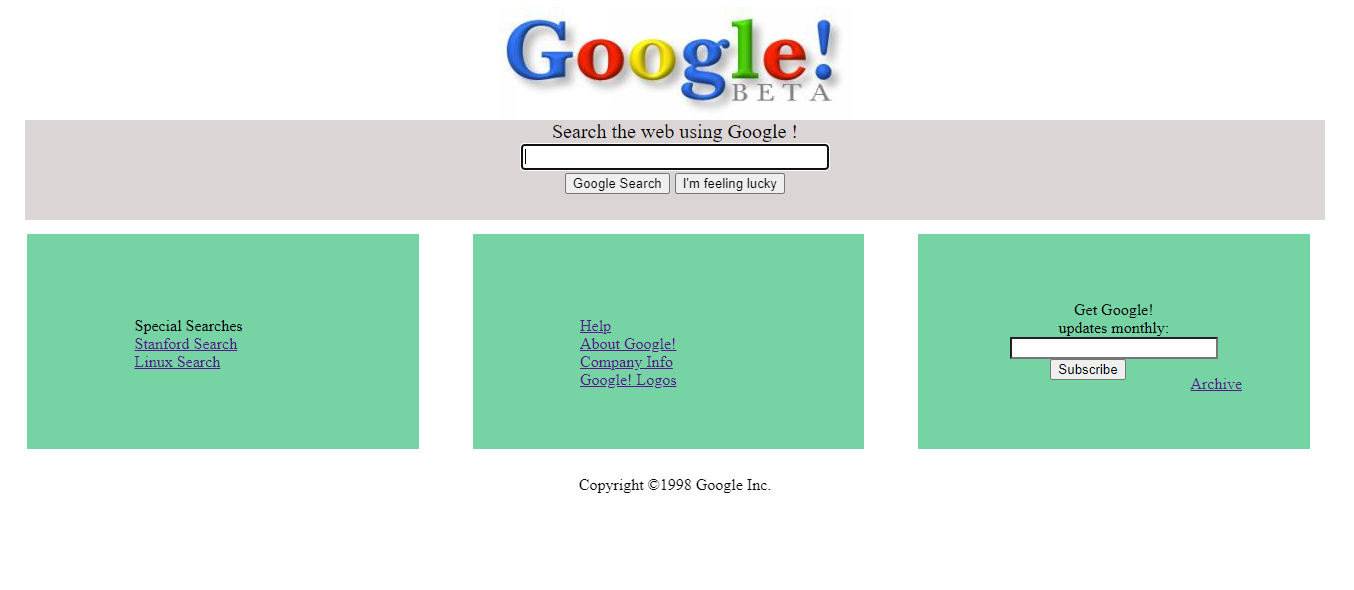 Google!
BETA
Search the web using Google !
Google Search
I'm feeling lucky
Special Searches
Stanford Search
Linux Search
Help
About Google!
Company Info
Google! Logos
Get Google!
updates monthly:
Subscribe
Archive
Copyright ©1998 Google Inc.